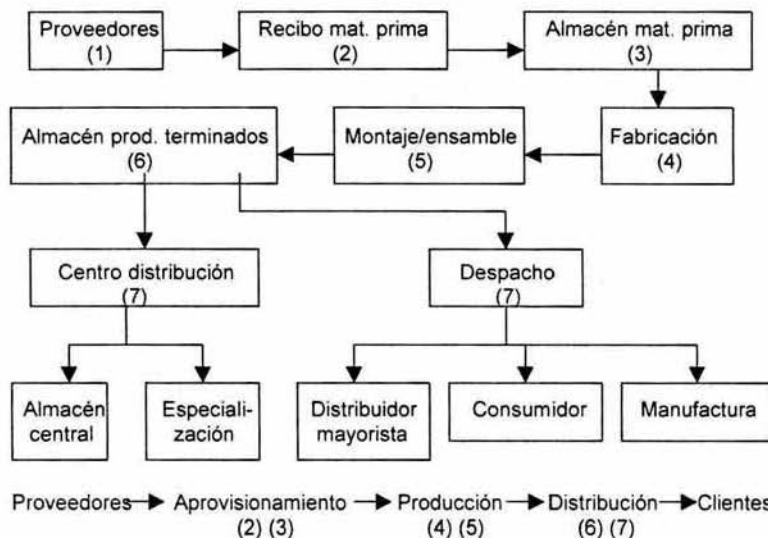 Proveedores
(1)
Recibo mat. prima
(2)
Almacén mat. prima
(3)
Almacén prod. terminados
(6)
Montaje/ensamble
(5)
Fabricación
(4)
Centro distribución
(7)
Despacho
(7)
Almacén
central
Especiali-
zación
Distribuidor
mayorista
Consumidor
Manufactura
Proveedores Aprovisionamiento Producción Distribución Clientes
(2) (3) (4) (5) (6) (7)